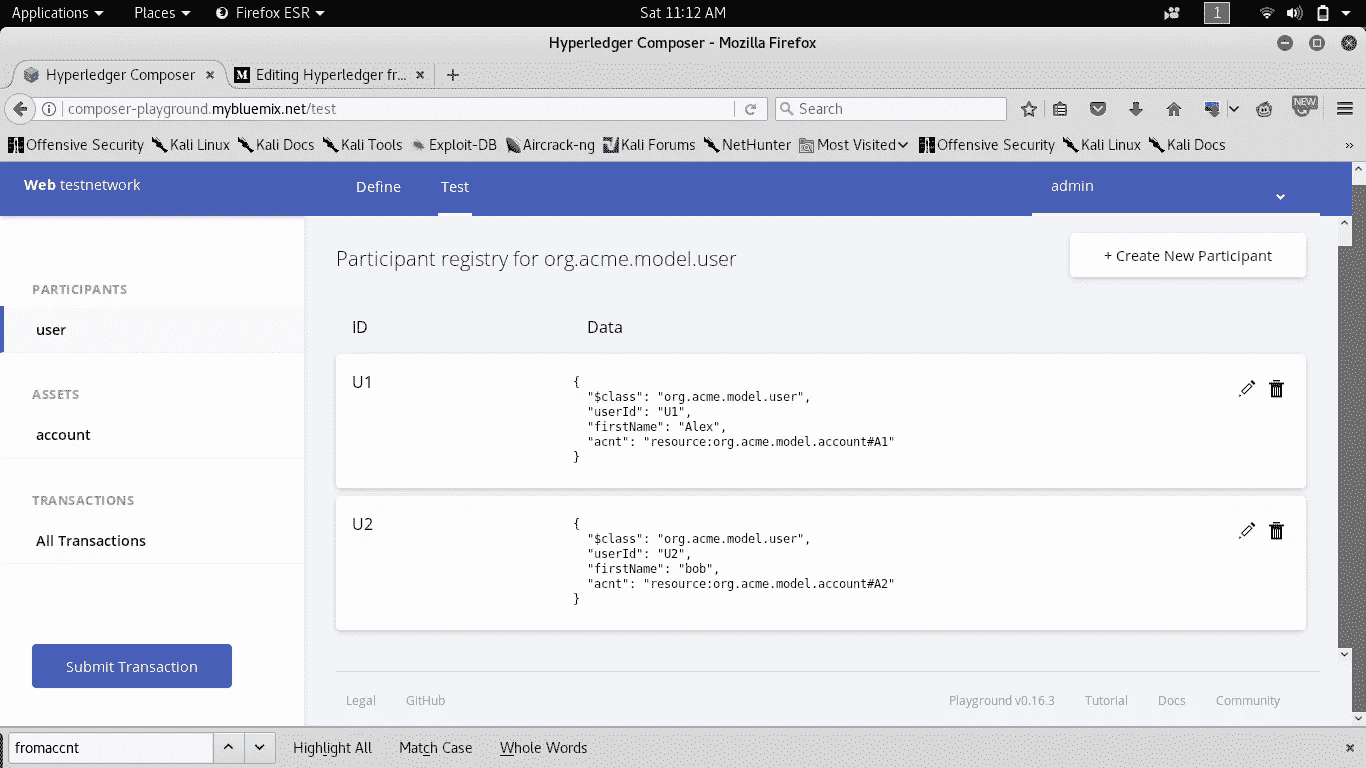 Applications Places Firefox ESR Sat 11:12 AM 1
Hyperledger Composer - Mozilla Firefox
Hyperledger Composer × M Editing Hyperledger fr... × +
composer-playground.mybluemix.net/test Search NEW
Offensive Security Kali Linux Kali Docs Kali Tools Exploit-DB Aircrack-ng Kali Forums NetHunter Most Visited Offensive Security Kali Linux Kali Docs »
Web testnetwork Define Test admin
Participant registry for org.acme.model.user + Create New Participant
PARTICIPANTS
user
ASSETS
account
TRANSACTIONS
All Transactions
Submit Transaction
ID Data
U1 {
"$class": "org.acme.model.user",
"userId": "U1",
"firstName": "Alex",
"acnt": "resource:org.acme.model.account#A1"
}
U2 {
"$class": "org.acme.model.user",
"userId": "U2",
"firstName": "bob",
"acnt": "resource:org.acme.model.account#A2"
}
Legal GitHub Playground v0.16.3 Tutorial Docs Community
fromaccnt Highlight All Match Case Whole Words ×